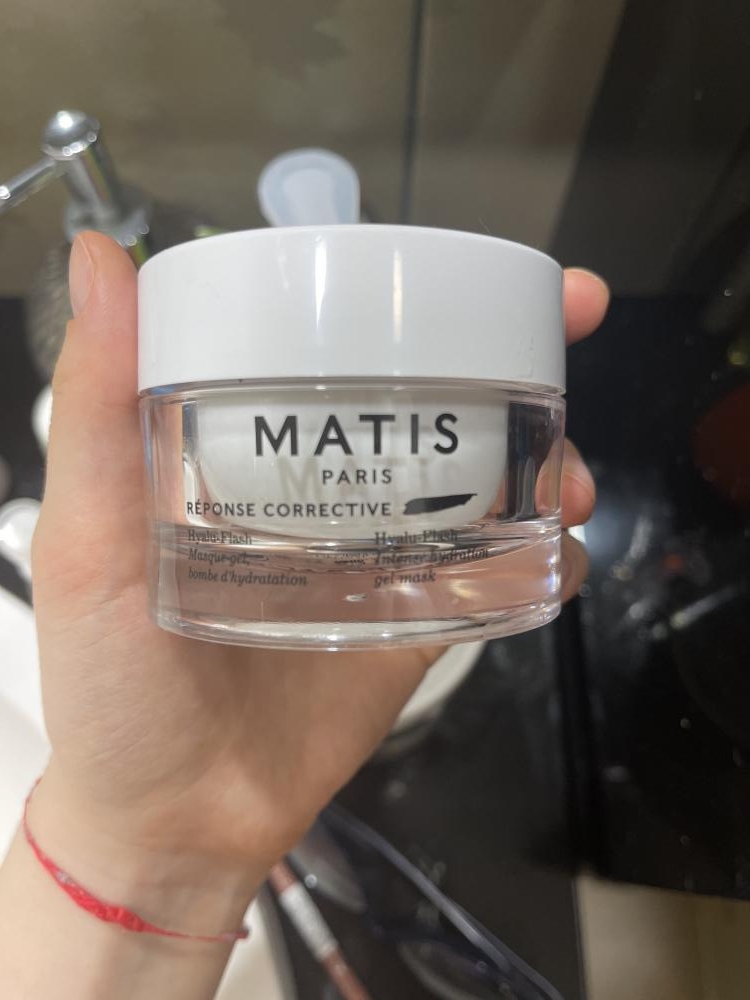 MATIS
PARIS
RÉPONSE CORRECTIVE
Hyalu-Flash
Masque-gel,
bombe d'hydratation
Hyalu-Flash
Intense hydration
gel mask